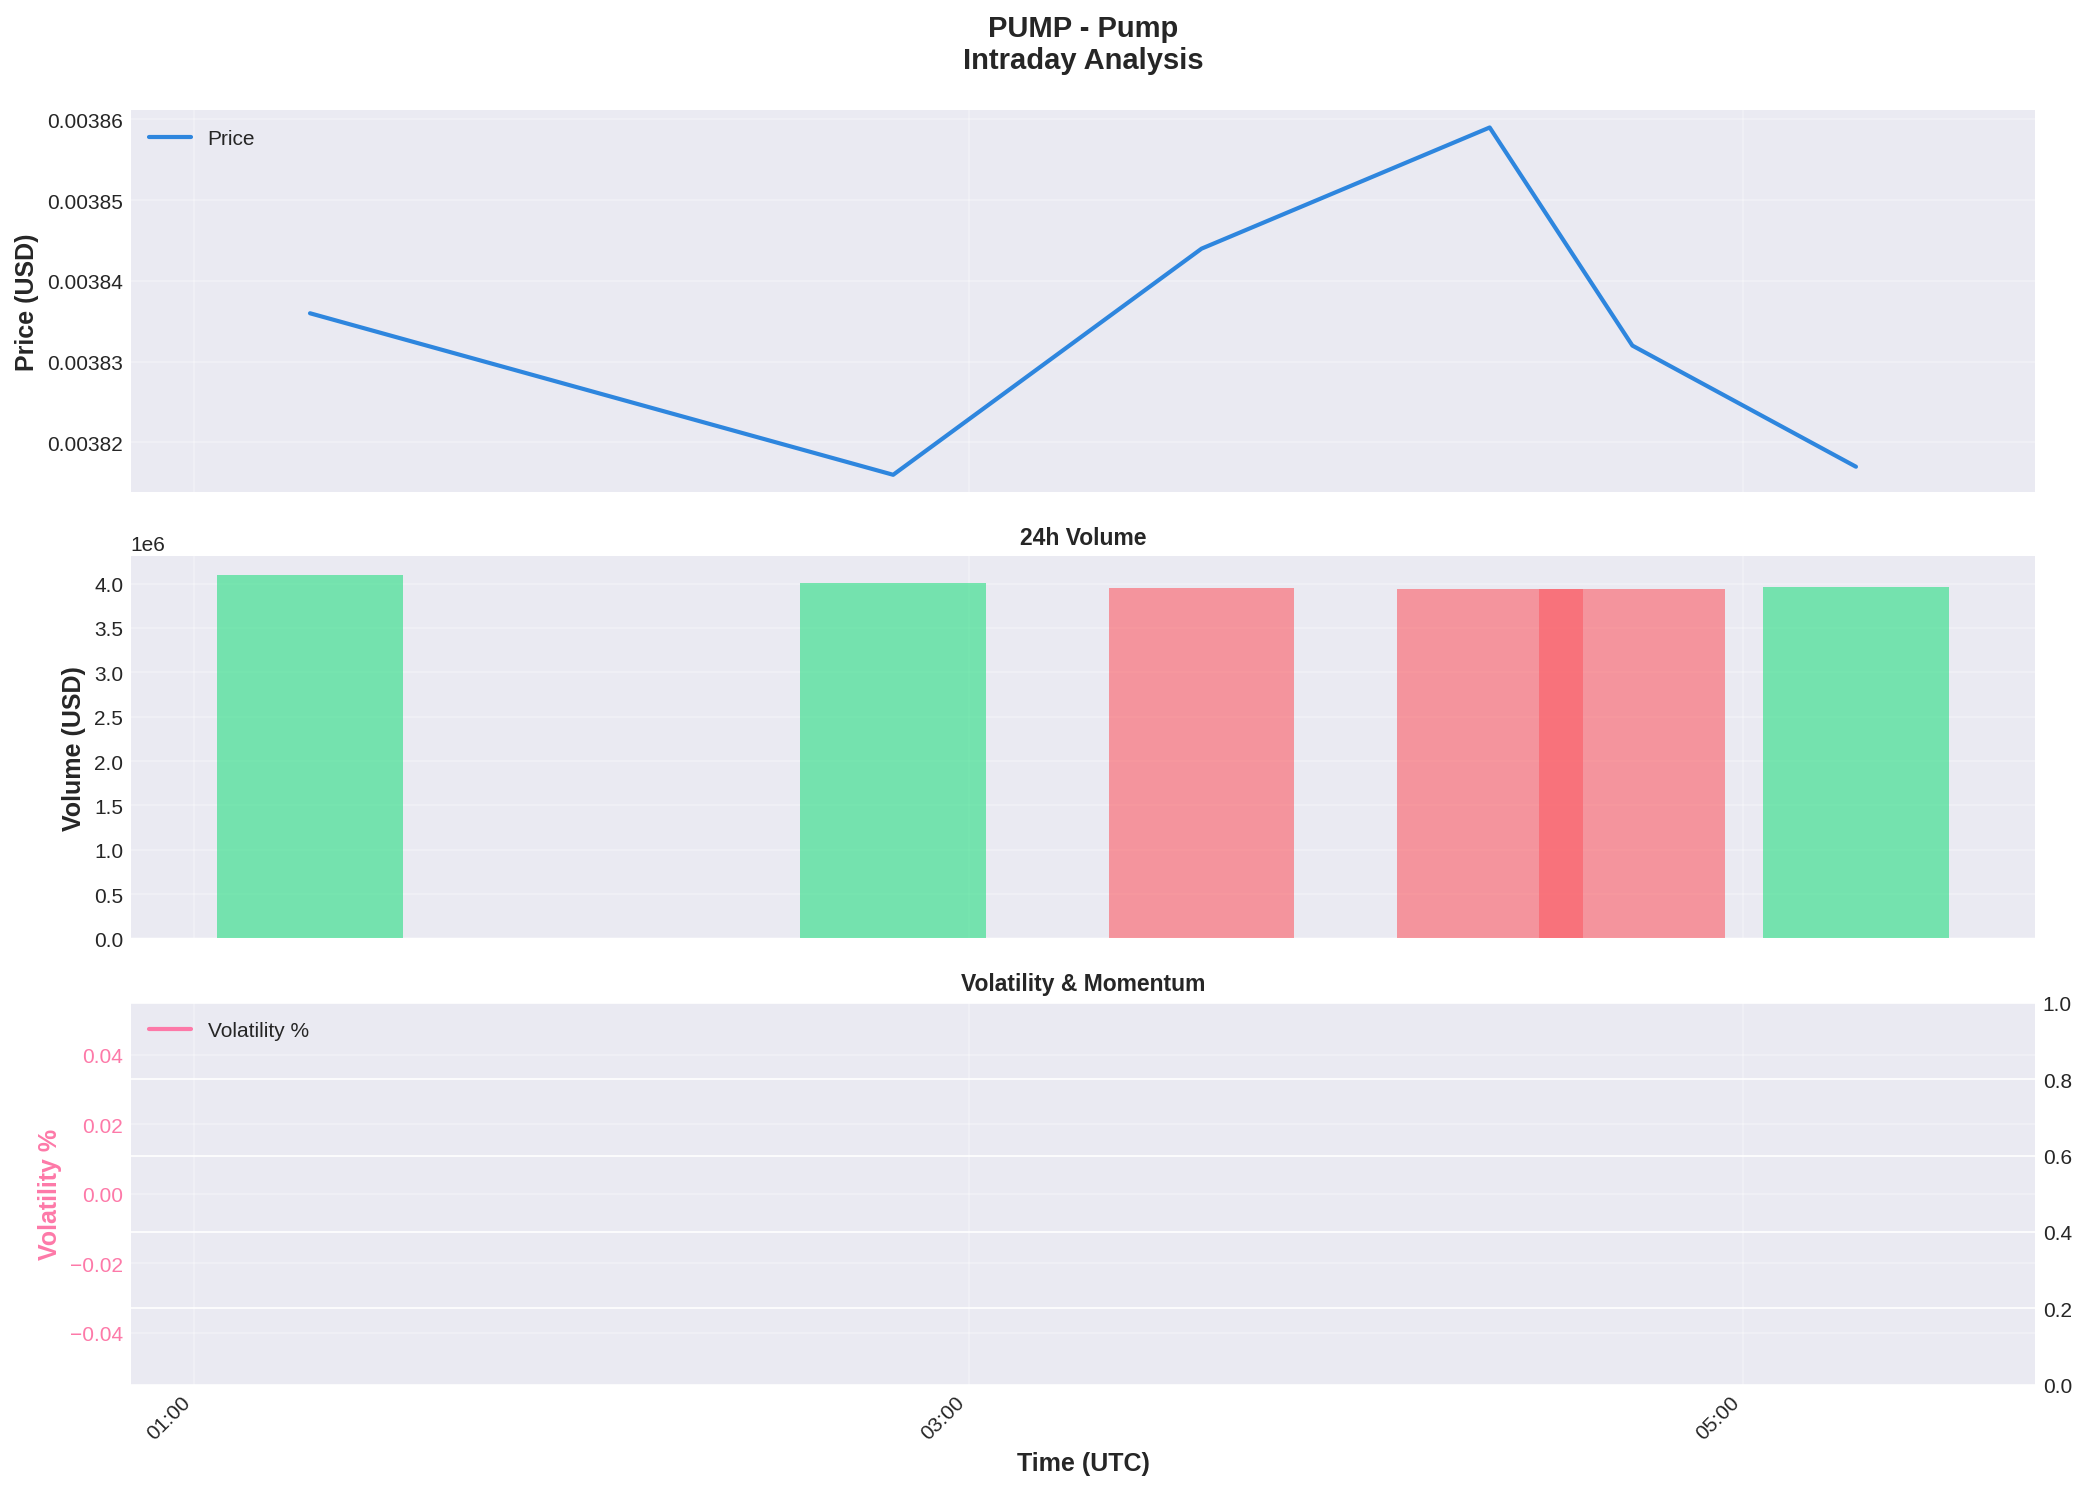 PUMP - Pump
Intraday Analysis
Price
0.00386
0.00385
0.00384
0.00383
0.00382
Price (USD)
24h Volume
1e6
4.0
3.5
3.0
2.5
2.0
1.5
1.0
0.5
0.0
Volume (USD)
Volatility & Momentum
Volatility %
0.04
0.02
0.00
−0.02
−0.04
Volatility %
1.0
0.8
0.6
0.4
0.2
0.0
01:00
03:00
05:00
Time (UTC)